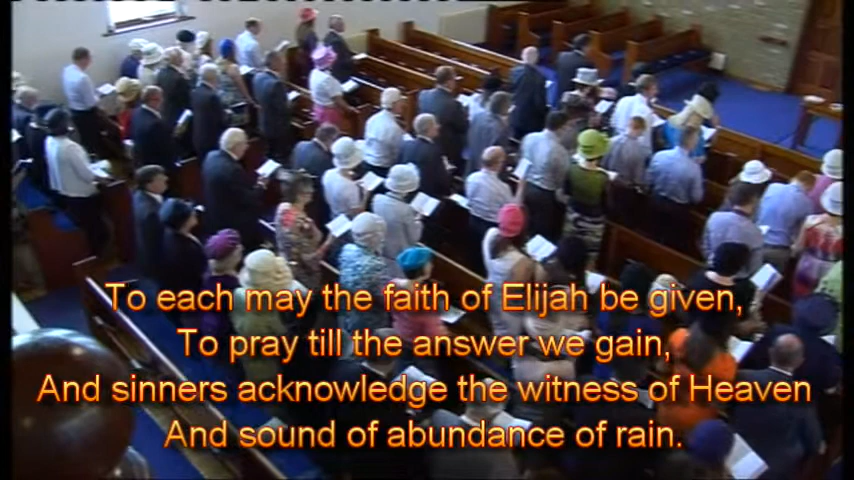 To each may the faith of Elijah be given,
To pray till the answer we gain,
And sinners acknowledge the witness of Heaven
And sound of abundance of rain.